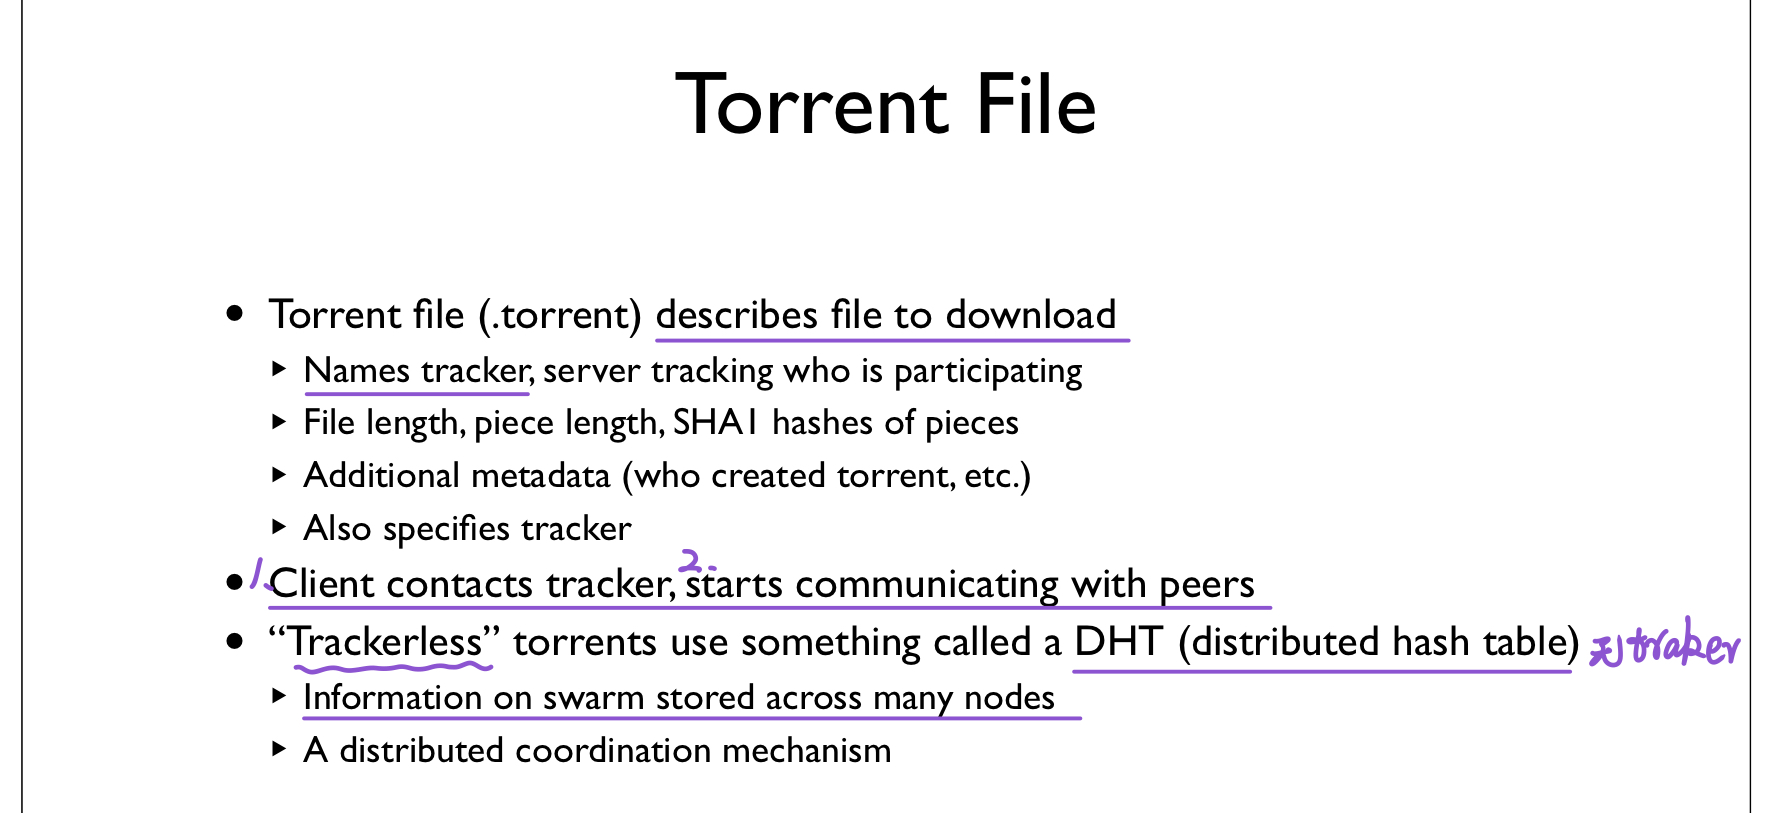 Torrent File
• Torrent file (.torrent) describes file to download
▸ Names tracker, server tracking who is participating
▸ File length, piece length, SHA1 hashes of pieces
▸ Additional metadata (who created torrent, etc.)
▸ Also specifies tracker
• 1. Client contacts tracker, 2. starts communicating with peers
• “Trackerless” torrents use something called a DHT (distributed hash table) 无traker
▸ Information on swarm stored across many nodes
▸ A distributed coordination mechanism